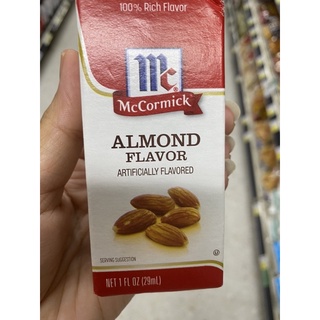 100% Rich Flavor
Mc
McCormick®
ALMOND
FLAVOR
ARTIFICIALLY FLAVORED
SERVING SUGGESTION
U
NET 1 FL OZ (29mL)